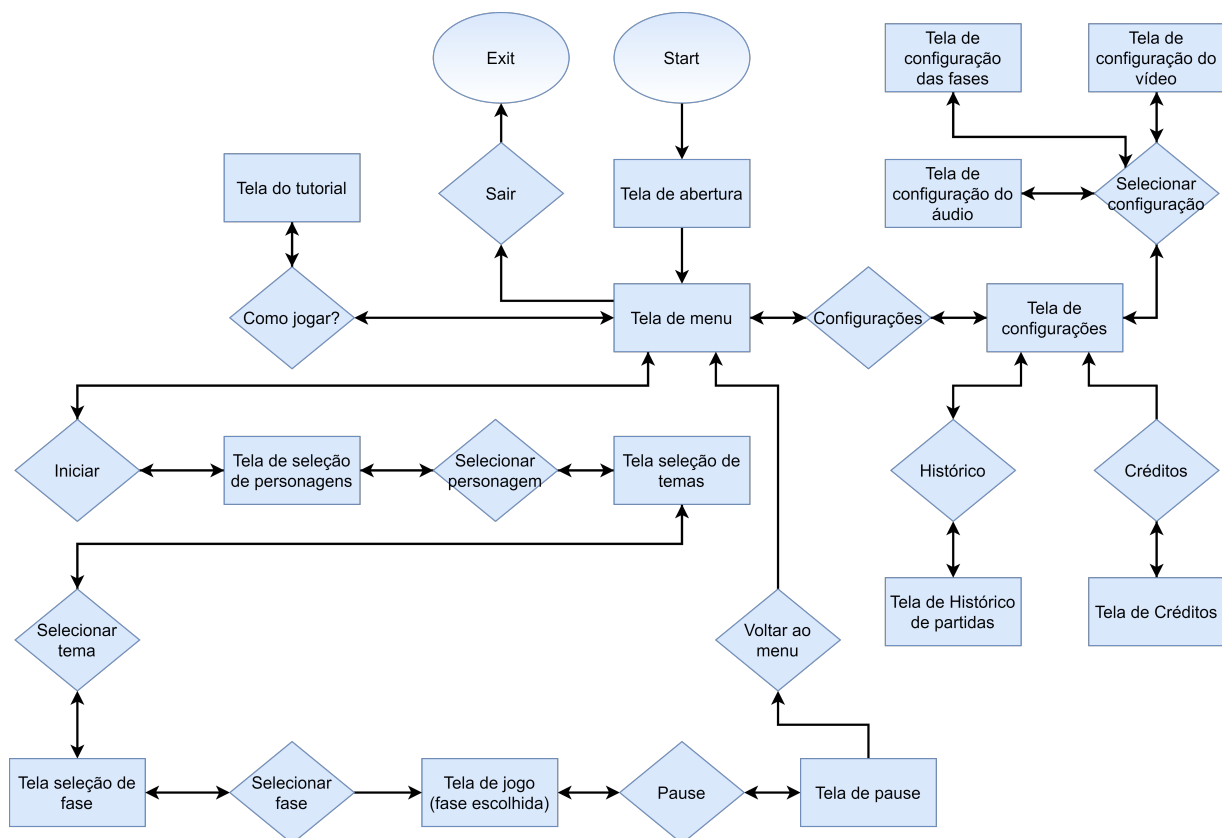 Exit
Start
Tela de
configuração
das fases
Tela de
configuração do
vídeo
Tela do tutorial
Sair
Tela de abertura
Tela de
configuração do
áudio
Selecionar
configuração
Como jogar?
Tela de menu
Configurações
Tela de
configurações
Iniciar
Tela de seleção
de personagens
Selecionar
personagem
Tela seleção de
temas
Histórico
Créditos
Selecionar
tema
Voltar ao
menu
Tela de Histórico
de partidas
Tela de Créditos
Tela seleção de
fase
Selecionar
fase
Tela de jogo
(fase escolhida)
Pause
Tela de pause